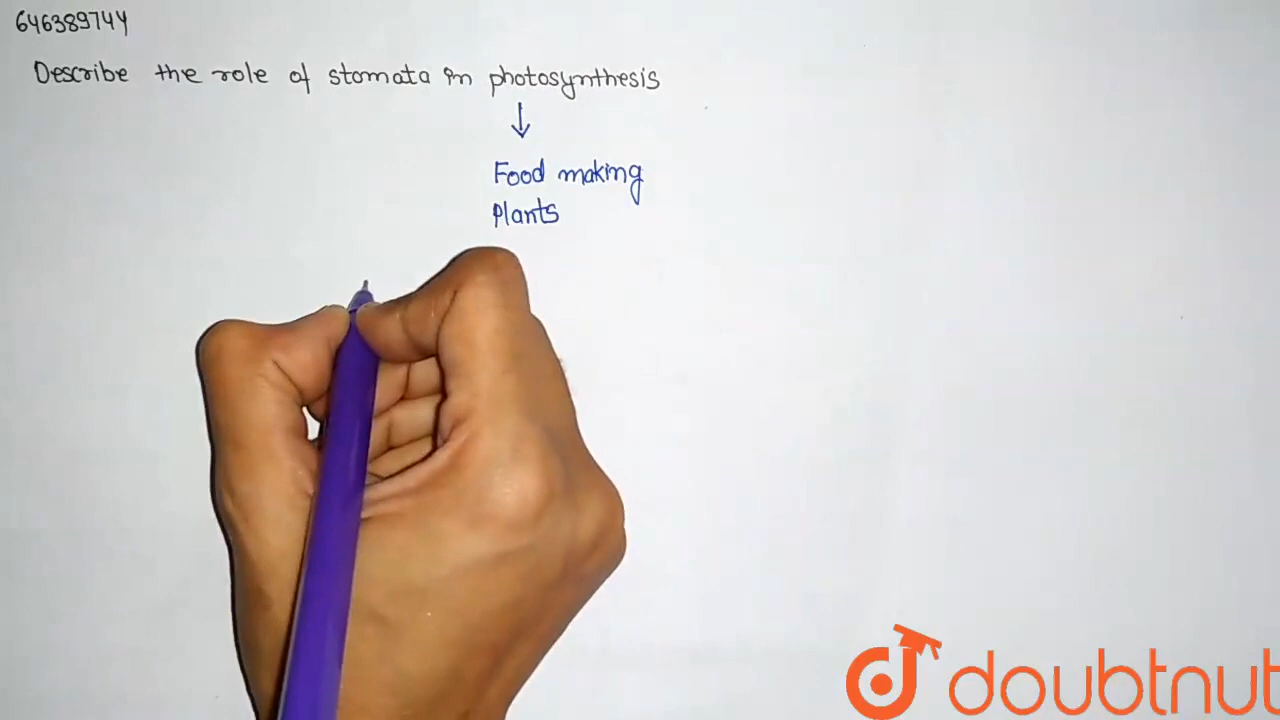 646389744
Describe the role of stomata in photosynthesis
↓
Food making
Plants
doubtnut